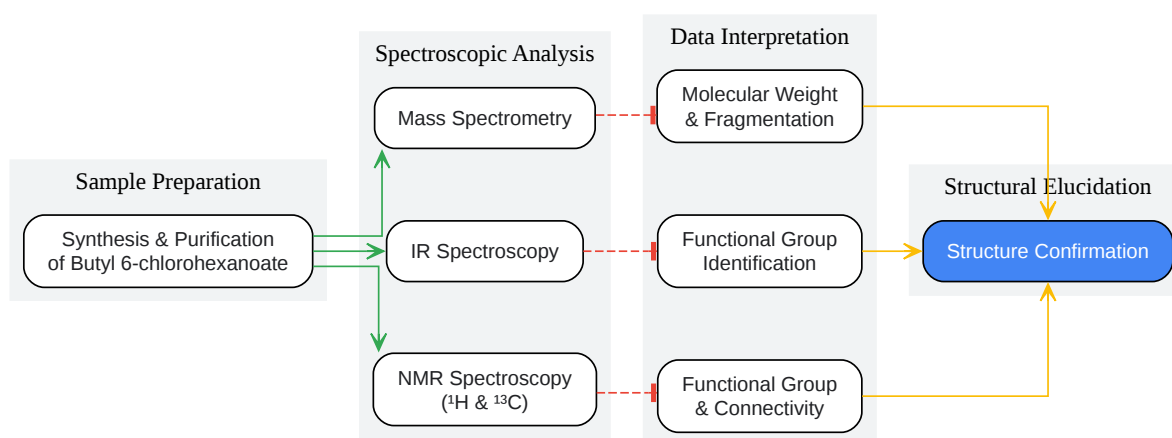 Sample Preparation
Synthesis & Purification
of Butyl 6-chlorohexanoate
Spectroscopic Analysis
Mass Spectrometry
IR Spectroscopy
NMR Spectroscopy
(¹H & ¹³C)
Data Interpretation
Molecular Weight
& Fragmentation
Functional Group
Identification
Functional Group
& Connectivity
Structural Elucidation
Structure Confirmation